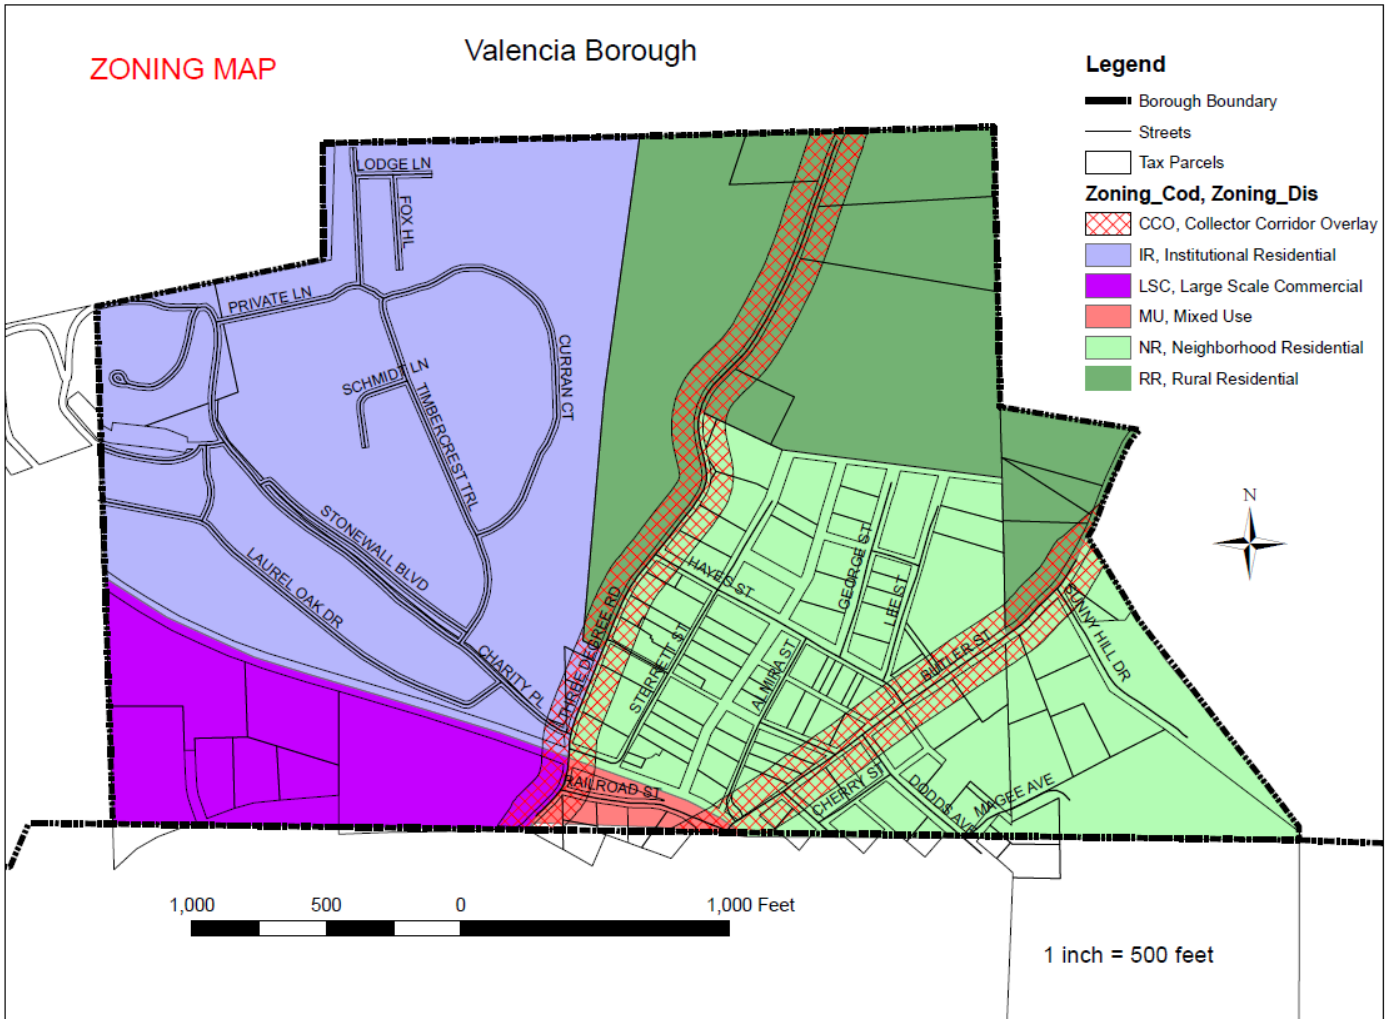 Valencia Borough
ZONING MAP
Legend
Borough Boundary
Streets
Tax Parcels
Zoning_Cod, Zoning_Dis
CCO, Collector Corridor Overlay
IR, Institutional Residential
LSC, Large Scale Commercial
MU, Mixed Use
NR, Neighborhood Residential
RR, Rural Residential
LODGE LN
FOX HL
PRIVATE LN
CURRAN CT
SCHMIDT LN
TIMBERCREST TRL
STONEWALL BLVD
LAUREL OAK DR
CHARITY PL
THREE DEGREE RD
HAYES ST
STERRETT ST
ALMIRA ST
GEORGE ST
LEE ST
BUTLER ST
SUNNY HILL DR
RAILROAD ST
CHERRY ST
DODDS AVE
MAGEE AVE
N
1,000 500 0 1,000 Feet
1 inch = 500 feet